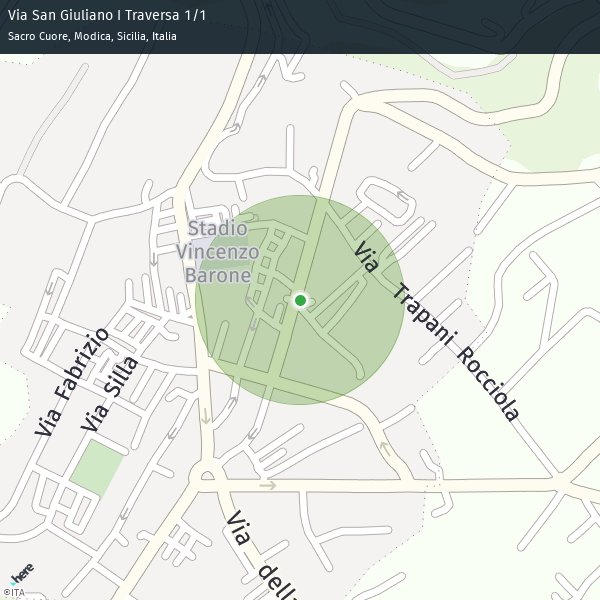 Via San Giuliano I Traversa 1/1
Sacro Cuore, Modica, Sicilia, Italia
Stadio
Vincenzo
Barone
Via Trapani Rocciola
Via Fabrizio
Via Silla
Via della
here
©ITA